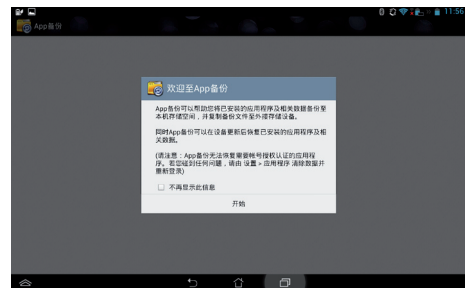 11:56
App备份
欢迎至App备份
App备份可以帮助您将已安装的应用程序及相关数据备份至
本机存储空间，并复制备份文件至外接存储设备。
同时App备份可以在设备更新后恢复已安装的应用程序及相
关数据。
(请注意：App备份无法恢复需要帐号授权认证的应用程
序。若您碰到任何问题，请由 设置 > 应用程序 清除数据并
重新登录)
不再显示此信息
开始